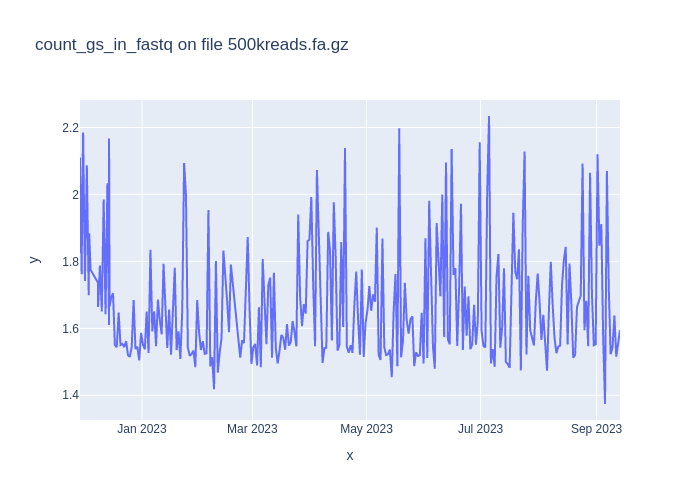 count_gs_in_fastq on file 500kreads.fa.gz
2.2
2
1.8
1.6
1.4
y
Jan 2023 Mar 2023 May 2023 Jul 2023 Sep 2023
x